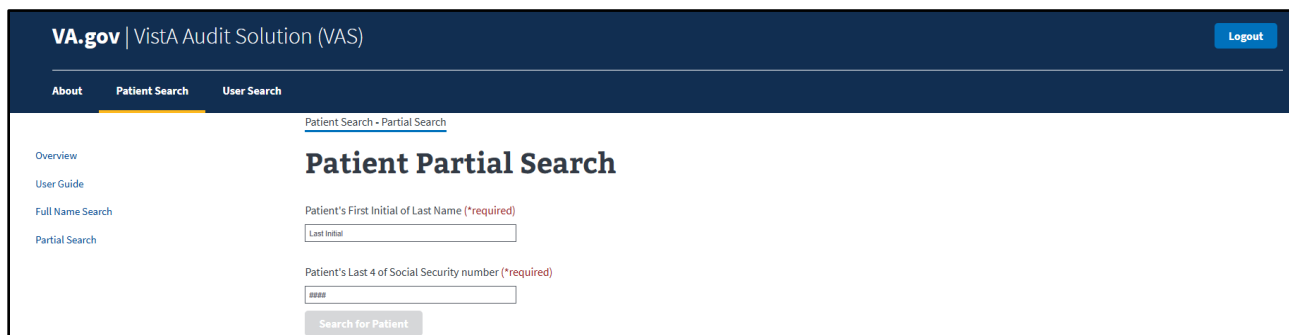 VA.gov | VistA Audit Solution (VAS)
Logout
About Patient Search User Search
Patient Search - Partial Search
Overview
User Guide
Full Name Search
Partial Search
Patient Partial Search
Patient's First Initial of Last Name (*required)
Last Initial
Patient's Last 4 of Social Security number (*required)
####
Search for Patient